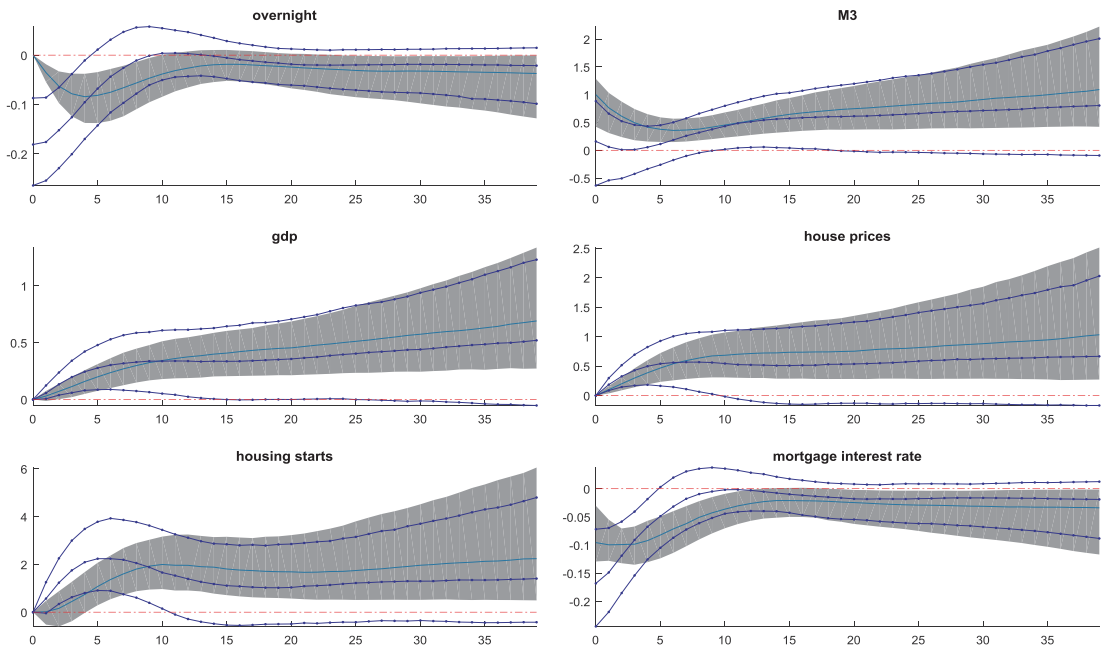 overnight
0
-0.1
-0.2
0 5 10 15 20 25 30 35
M3
2
1.5
1
0.5
0
-0.5
0 5 10 15 20 25 30 35
gdp
1
0.5
0
0 5 10 15 20 25 30 35
house prices
2.5
2
1.5
1
0.5
0
0 5 10 15 20 25 30 35
housing starts
6
4
2
0
0 5 10 15 20 25 30 35
mortgage interest rate
0
-0.05
-0.1
-0.15
-0.2
0 5 10 15 20 25 30 35